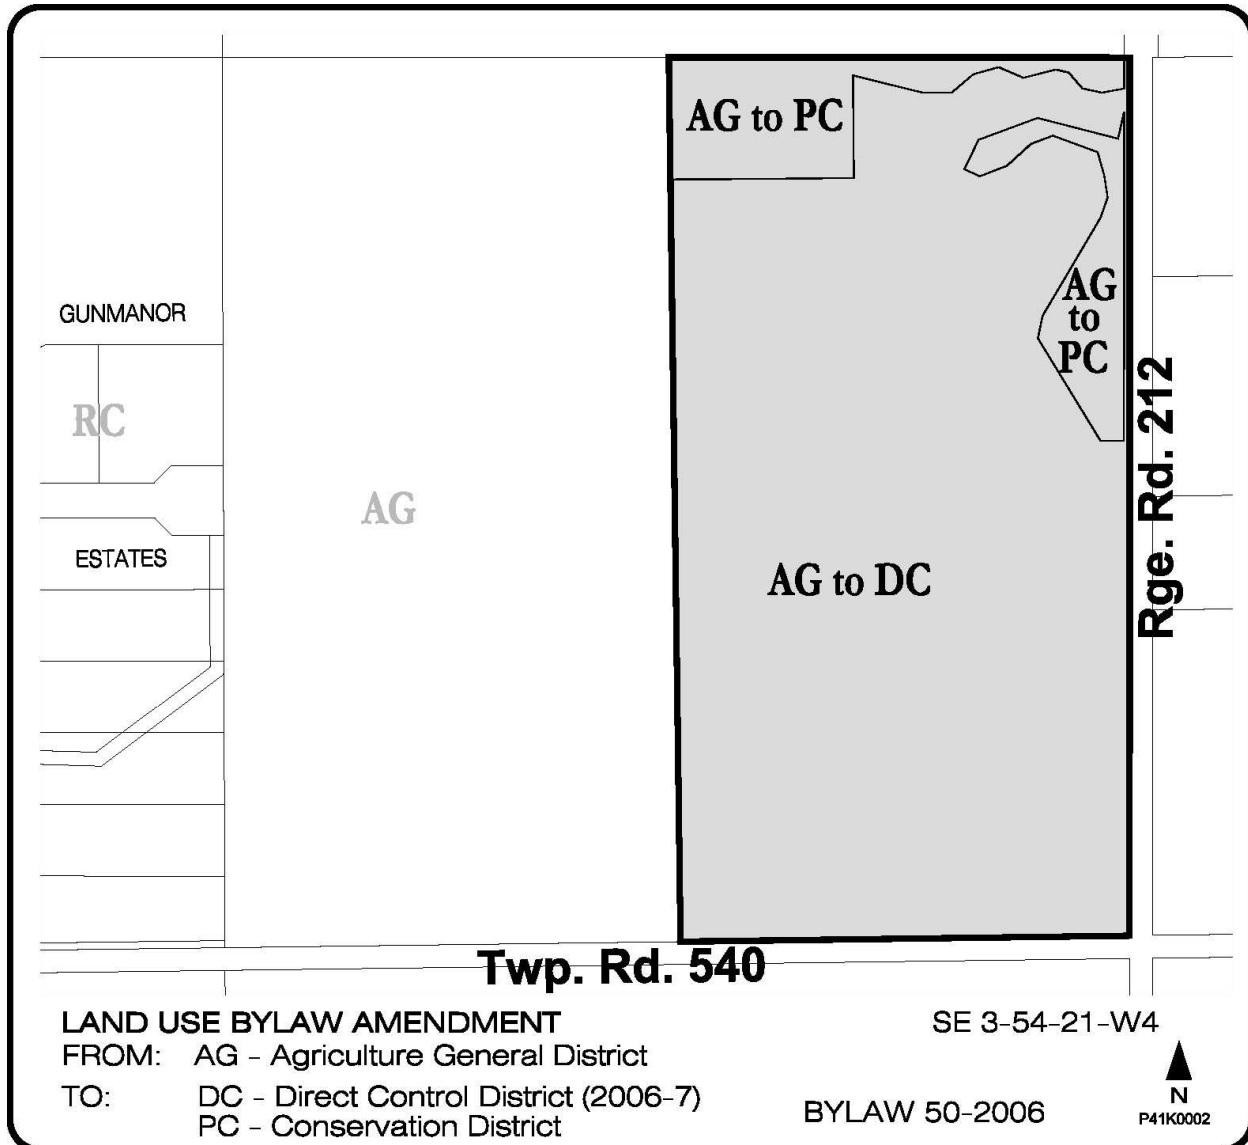 AG to PC
GUNMANOR
AG
to
PC
RC
Rge. Rd. 212
AG
ESTATES
AG to DC
Twp. Rd. 540
LAND USE BYLAW AMENDMENT
SE 3-54-21-W4
FROM: AG - Agriculture General District
TO: DC - Direct Control District (2006-7)
PC - Conservation District
BYLAW 50-2006
N
P41K0002